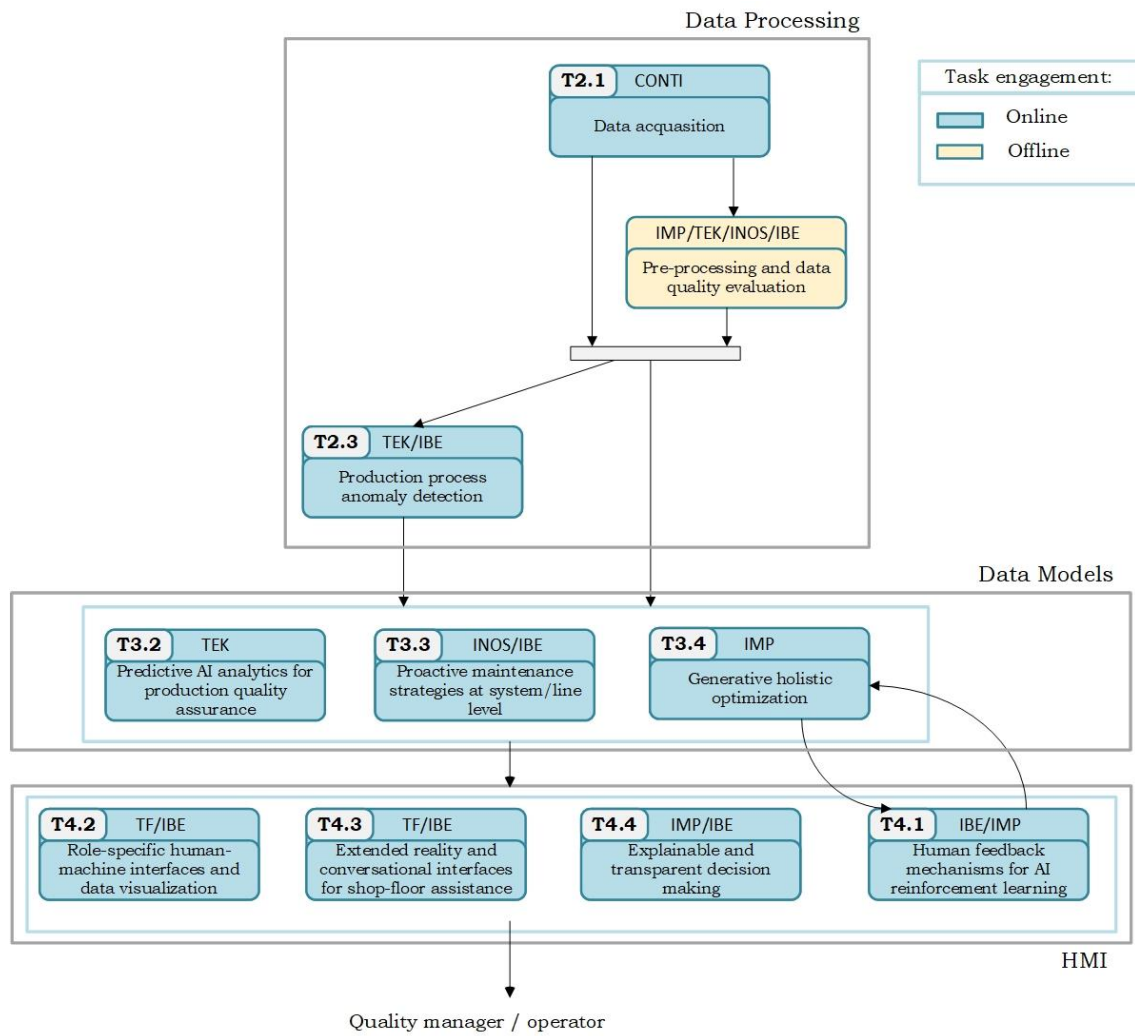 Data Processing
T2.1 CONTI
Data acquasition
Task engagement:
Online
Offline
IMP/TEK/INOS/IBE
Pre-processing and data
quality evaluation
T2.3 TEK/IBE
Production process
anomaly detection
Data Models
T3.2 TEK
Predictive AI analytics for
production quality
assurance
T3.3 INOS/IBE
Proactive maintenance
strategies at system/line
level
T3.4 IMP
Generative holistic
optimization
T4.2 TF/IBE
Role-specific human-
machine interfaces and
data visualization
T4.3 TF/IBE
Extended reality and
conversational interfaces
for shop-floor assistance
T4.4 IMP/IBE
Explainable and
transparent decision
making
T4.1 IBE/IMP
Human feedback
mechanisms for AI
reinforcement learning
HMI
Quality manager / operator